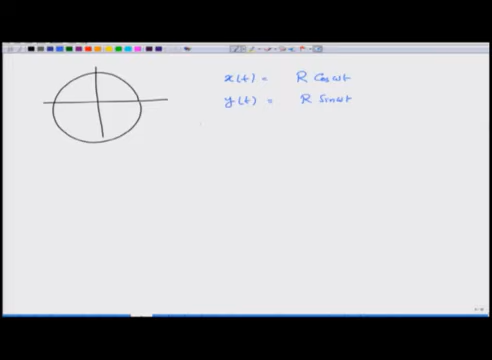 x(t) = R Cos ωt
y(t) = R Sin ωt